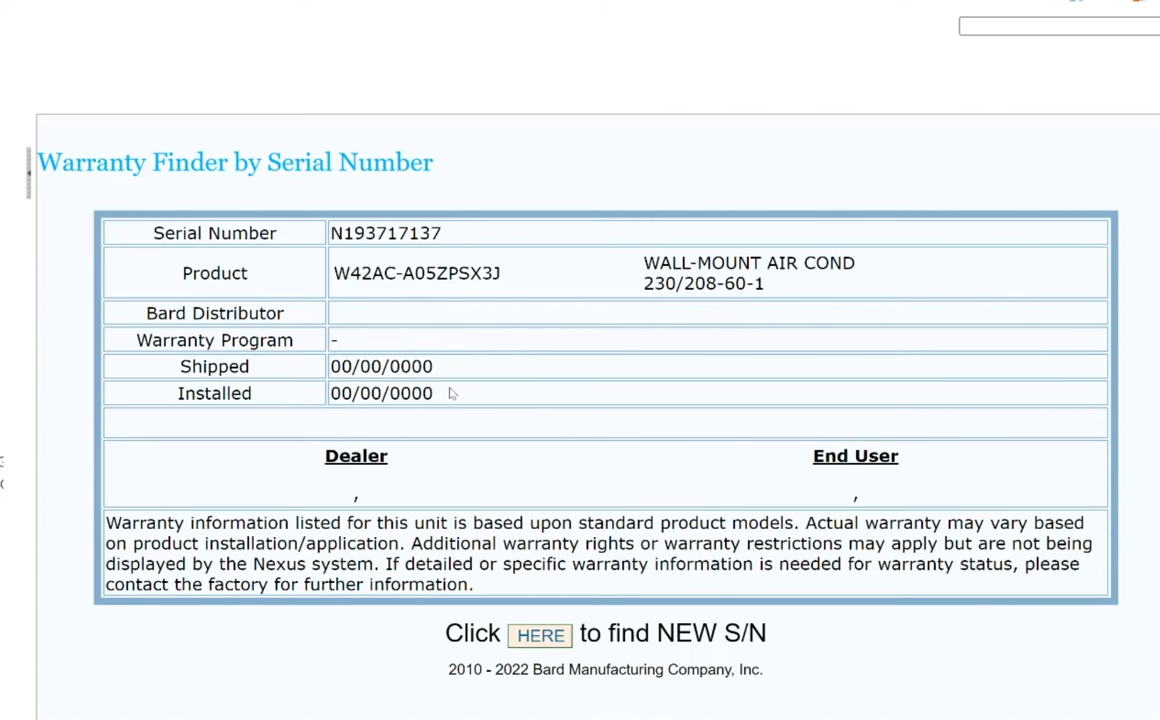 Warranty Finder by Serial Number
Serial Number N193717137
Product W42AC-A05ZPSX3J WALL-MOUNT AIR COND
230/208-60-1
Bard Distributor
Warranty Program -
Shipped 00/00/0000
Installed 00/00/0000
Dealer End User
, ,
Warranty information listed for this unit is based upon standard product models. Actual warranty may vary based
on product installation/application. Additional warranty rights or warranty restrictions may apply but are not being
displayed by the Nexus system. If detailed or specific warranty information is needed for warranty status, please
contact the factory for further information.
Click HERE to find NEW S/N
2010 - 2022 Bard Manufacturing Company, Inc.